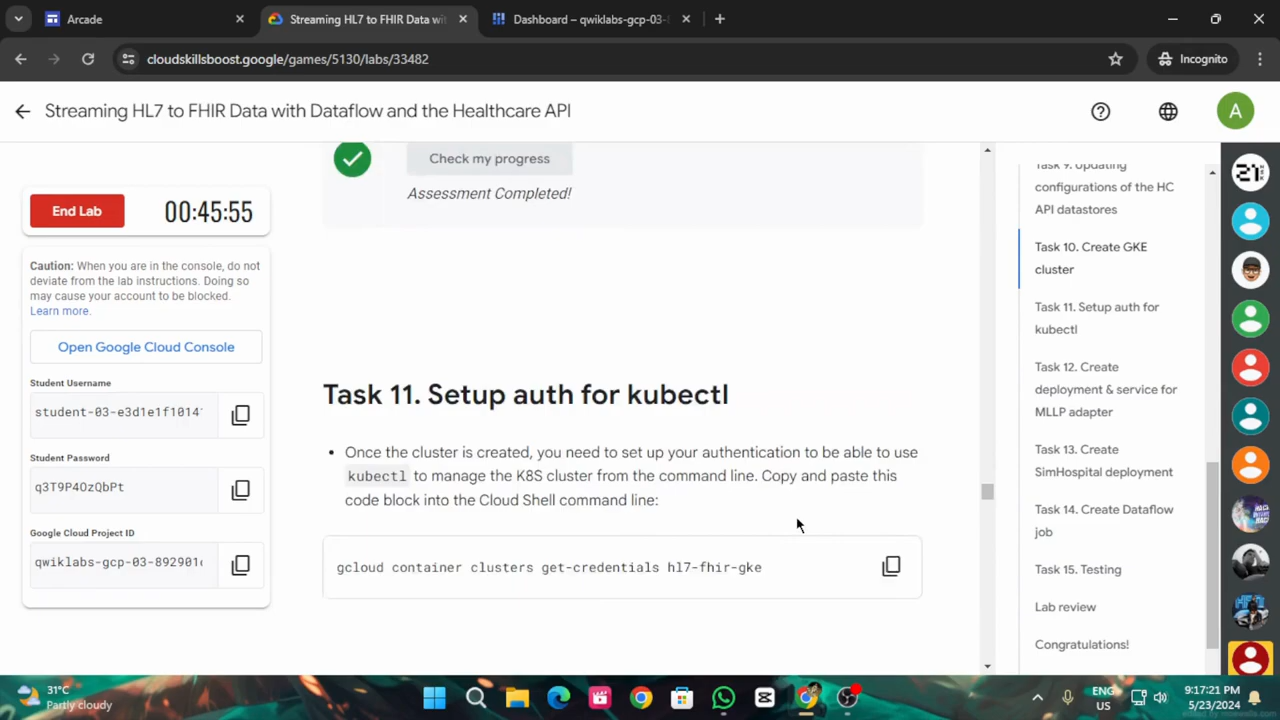 Arcade
Streaming HL7 to FHIR Data wit
Dashboard – qwiklabs-gcp-03-
cloudskillsboost.google/games/5130/labs/33482
Incognito
Streaming HL7 to FHIR Data with Dataflow and the Healthcare API
A
End Lab
00:45:55
Caution: When you are in the console, do not
deviate from the lab instructions. Doing so
may cause your account to be blocked.
Learn more.
Open Google Cloud Console
Student Username
student-03-e3d1e1f1014
Student Password
q3T9P4OzQbPt
Google Cloud Project ID
qwiklabs-gcp-03-892901
Check my progress
Assessment Completed!
Task 11. Setup auth for kubectl
• Once the cluster is created, you need to set up your authentication to be able to use
kubectl to manage the K8S cluster from the command line. Copy and paste this
code block into the Cloud Shell command line:
gcloud container clusters get-credentials hl7-fhir-gke
Task 9. Updating
configurations of the HC
API datastores
Task 10. Create GKE
cluster
Task 11. Setup auth for
kubectl
Task 12. Create
deployment & service for
MLLP adapter
Task 13. Create
SimHospital deployment
Task 14. Create Dataflow
job
Task 15. Testing
Lab review
Congratulations!
31°C
Partly cloudy
ENG
US
9:17:21 PM
5/23/2024